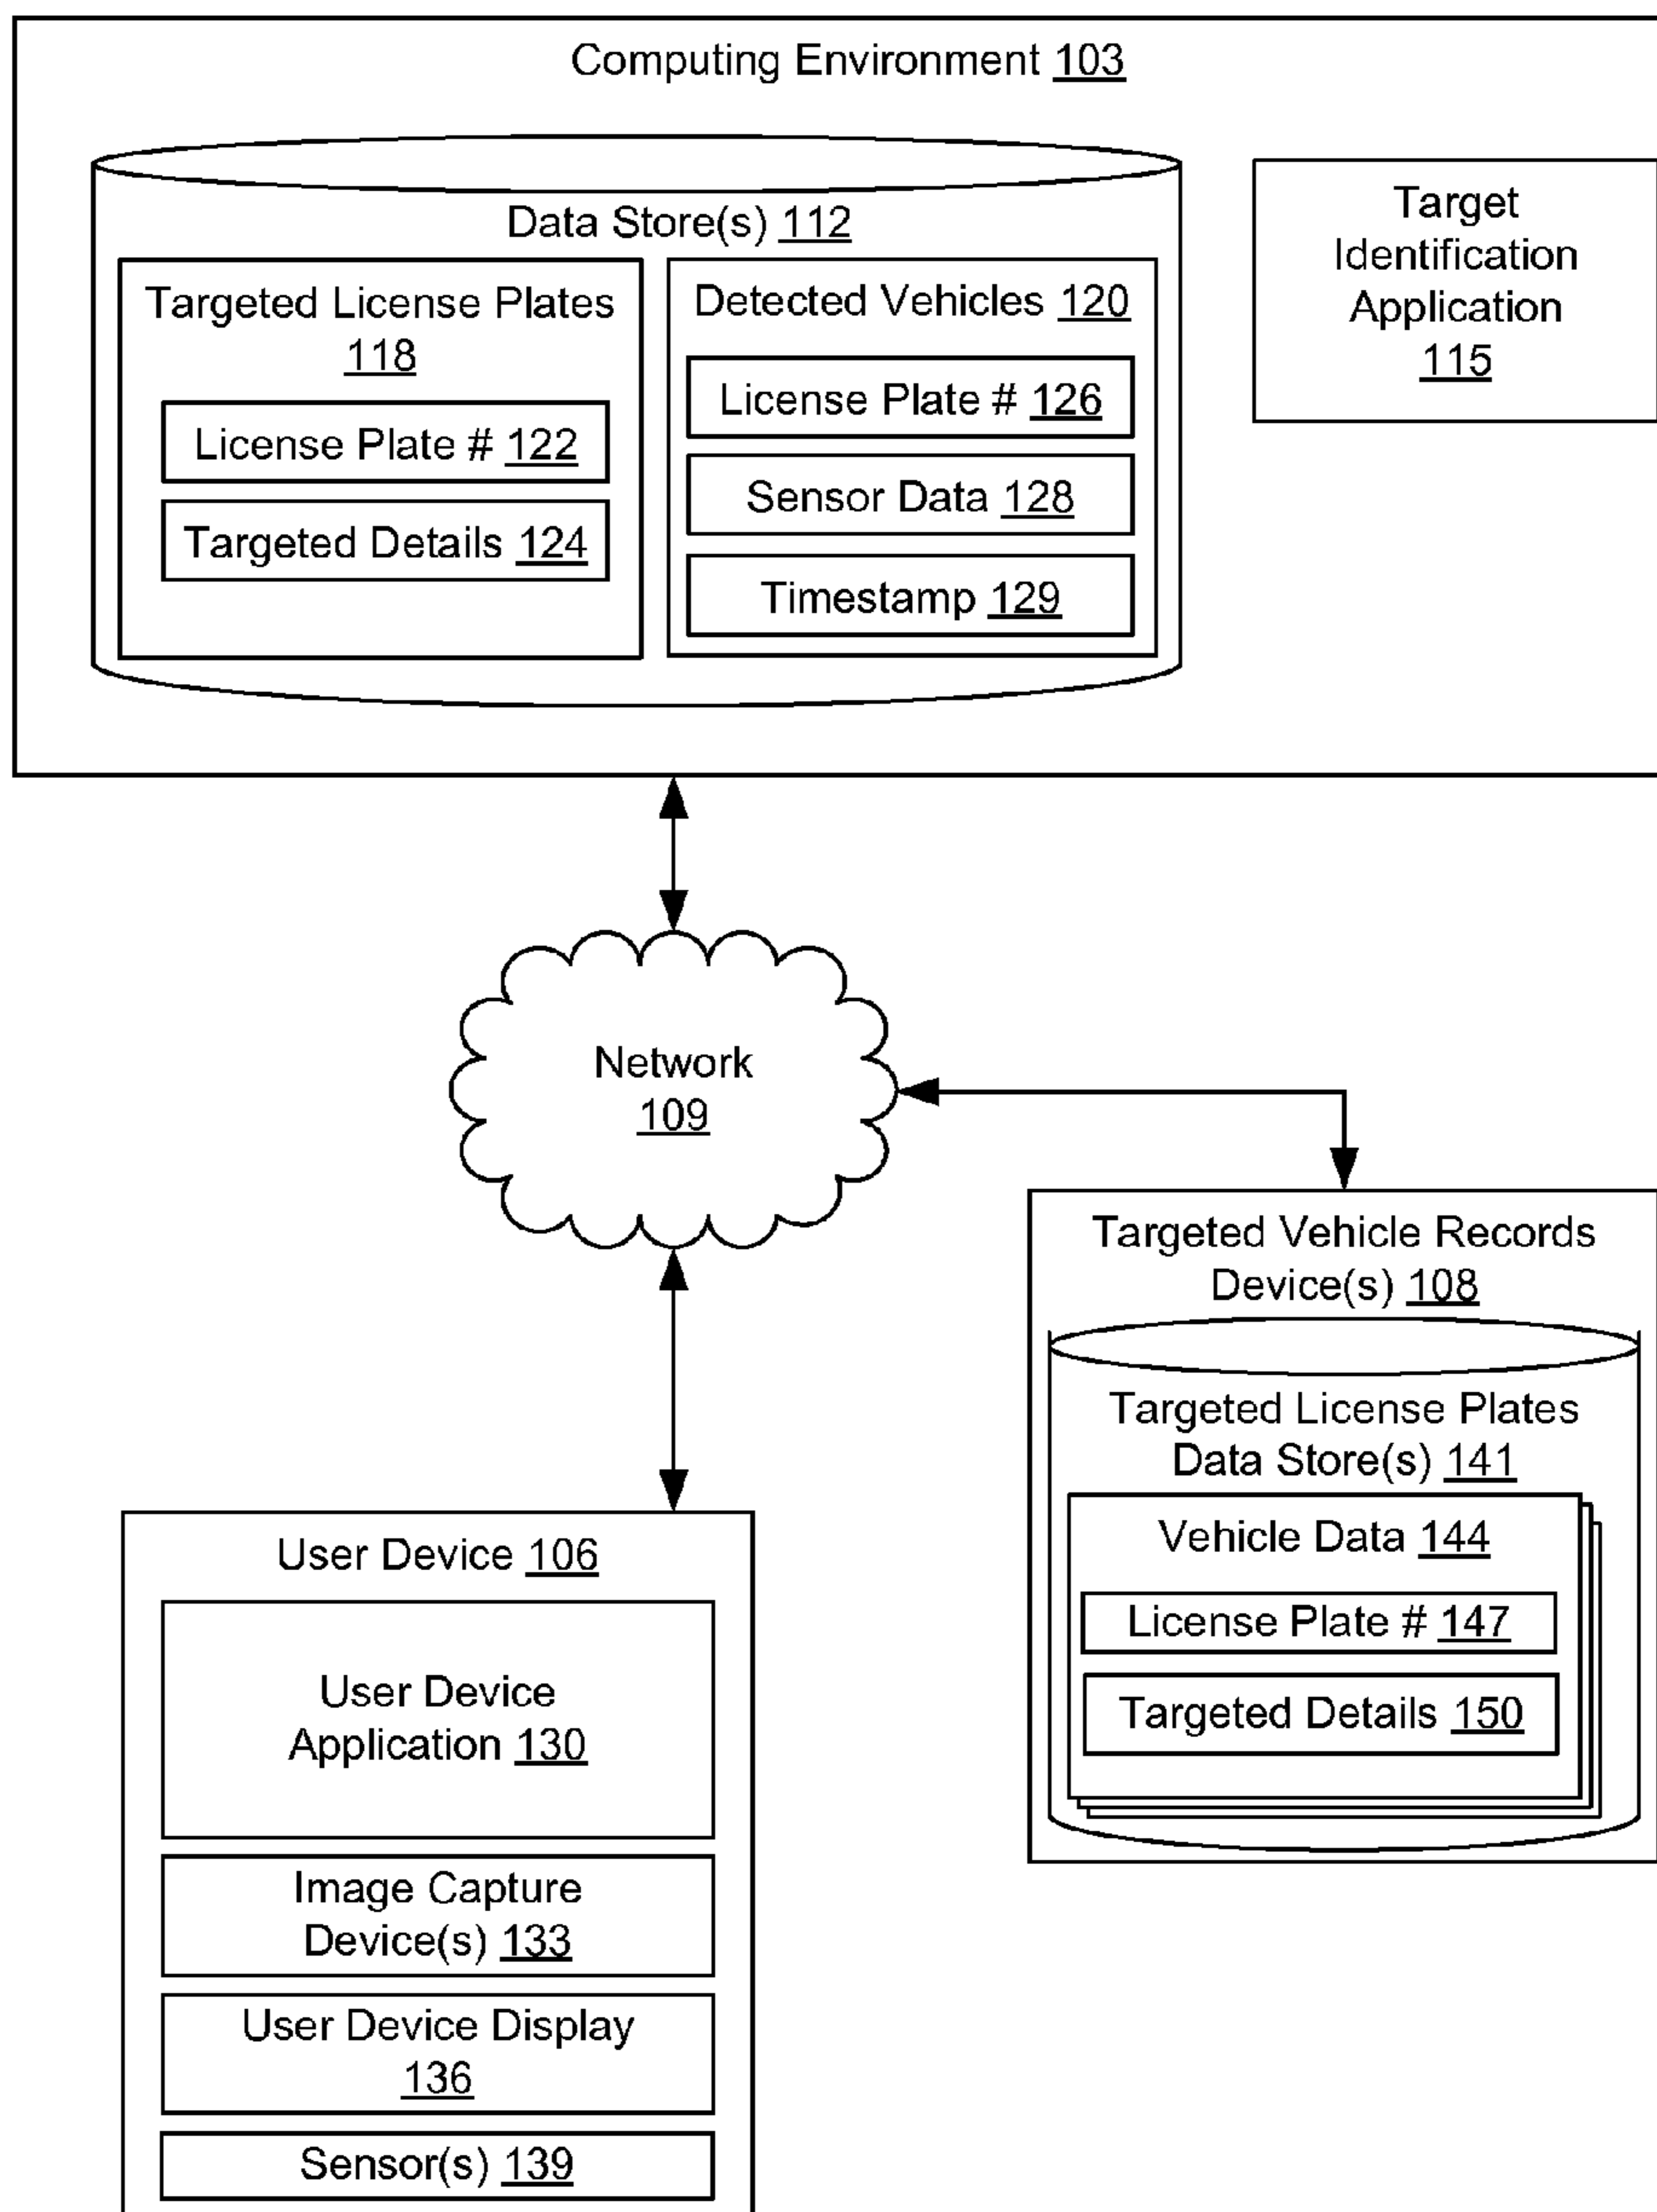 Computing Environment 103
Data Store(s) 112
Targeted License Plates
118
License Plate # 122
Targeted Details 124
Detected Vehicles 120
License Plate # 126
Sensor Data 128
Timestamp 129
Target
Identification
Application
115
Network
109
Targeted Vehicle Records
Device(s) 108
Targeted License Plates
Data Store(s) 141
Vehicle Data 144
License Plate # 147
Targeted Details 150
User Device 106
User Device
Application 130
Image Capture
Device(s) 133
User Device Display
136
Sensor(s) 139